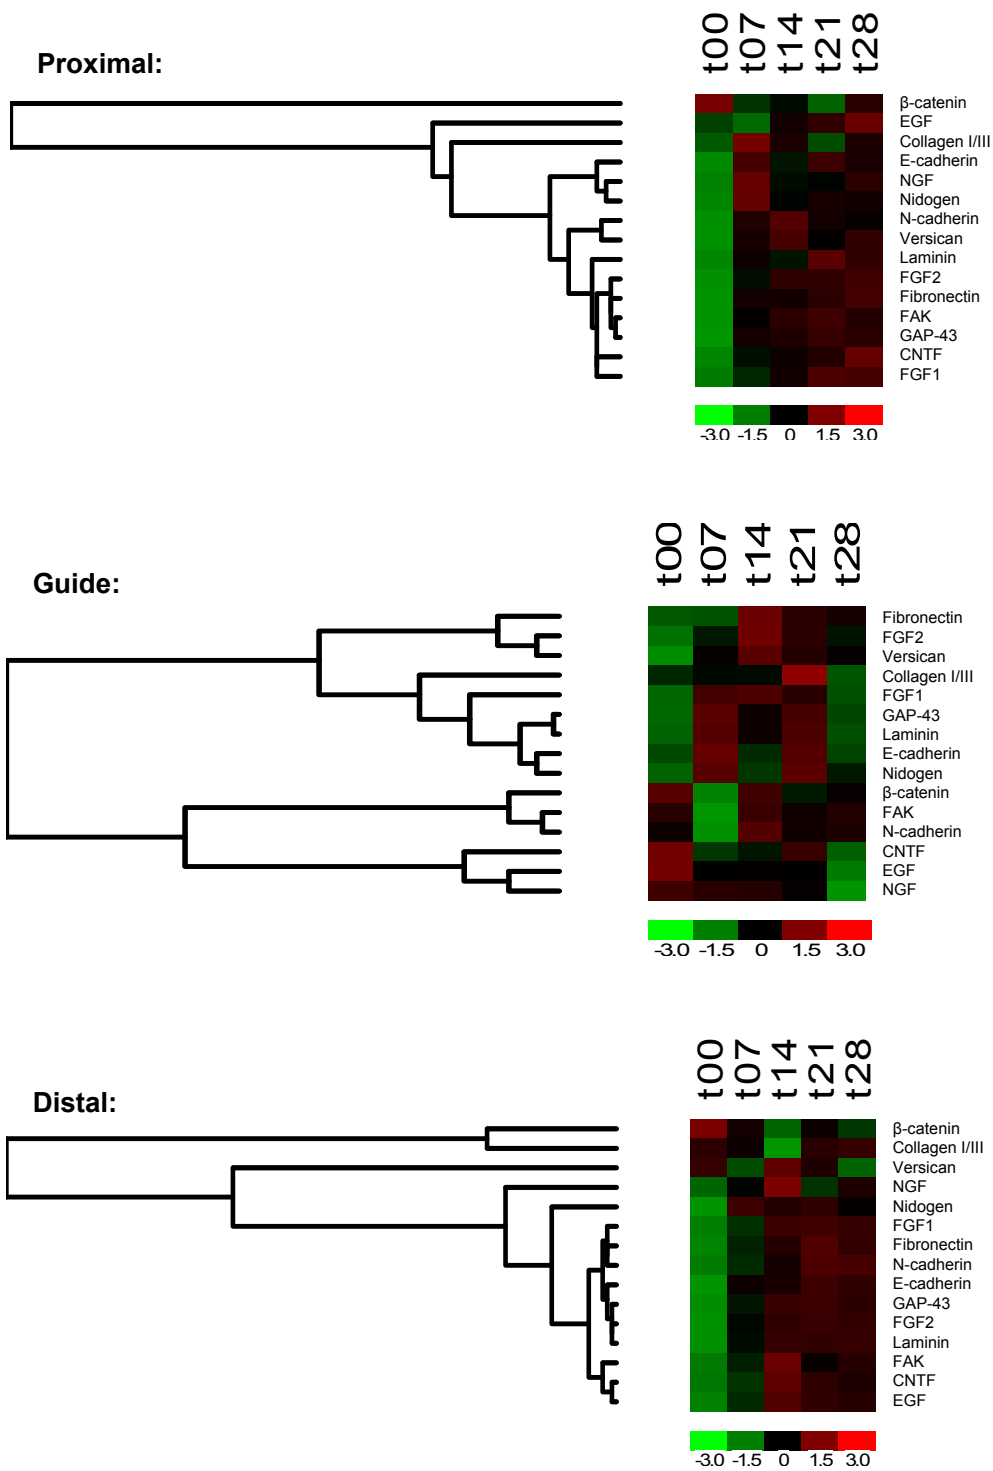 Proximal:
t00 t07 t14 t21 t28
β-catenin
EGF
Collagen I/III
E-cadherin
NGF
Nidogen
N-cadherin
Versican
Laminin
FGF2
Fibronectin
FAK
GAP-43
CNTF
FGF1
-3.0 -1.5 0 1.5 3.0
Guide:
t00 t07 t14 t21 t28
Fibronectin
FGF2
Versican
Collagen I/III
FGF1
GAP-43
Laminin
E-cadherin
Nidogen
β-catenin
FAK
N-cadherin
CNTF
EGF
NGF
-3.0 -1.5 0 1.5 3.0
Distal:
t00 t07 t14 t21 t28
β-catenin
Collagen I/III
Versican
NGF
Nidogen
FGF1
Fibronectin
N-cadherin
E-cadherin
GAP-43
FGF2
Laminin
FAK
CNTF
EGF
-3.0 -1.5 0 1.5 3.0